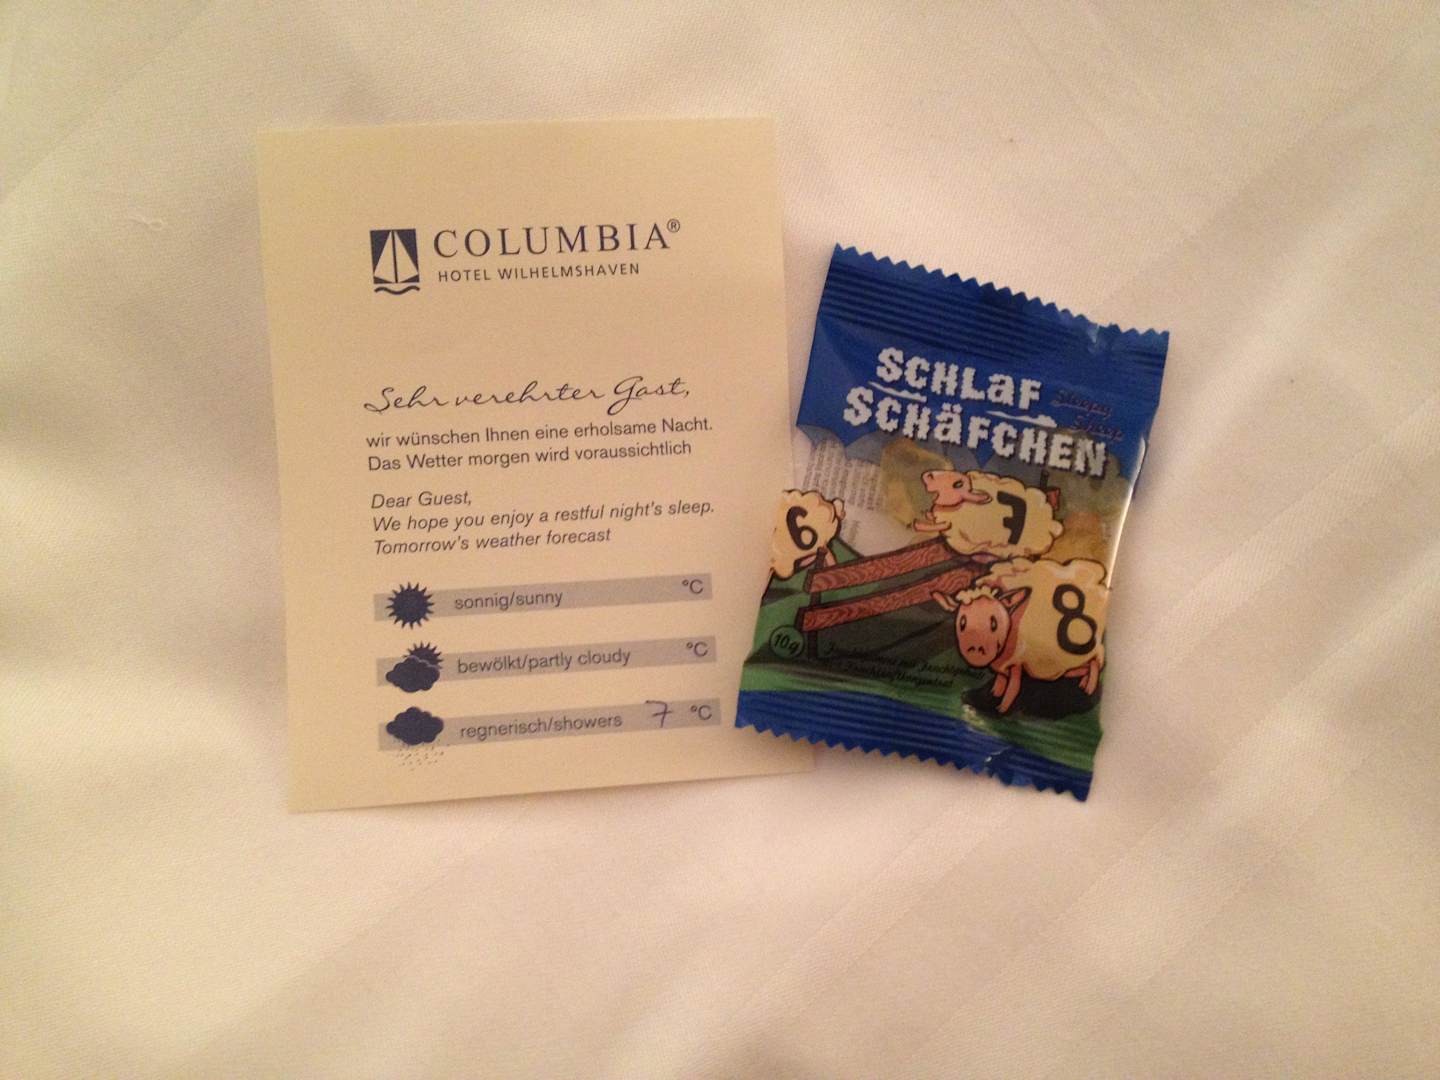 COLUMBIA®
HOTEL WILHELMSHAVEN
Sehr verehrter Gast,
wir wünschen Ihnen eine erholsame Nacht.
Das Wetter morgen wird voraussichtlich
Dear Guest,
We hope you enjoy a restful night's sleep.
Tomorrow's weather forecast
sonnig/sunny °C
bewölkt/partly cloudy °C
regnerisch/showers 7 °C
SCHLaF
SCHäFCHEN
Sleepy
Sheep
6
7
8
10g